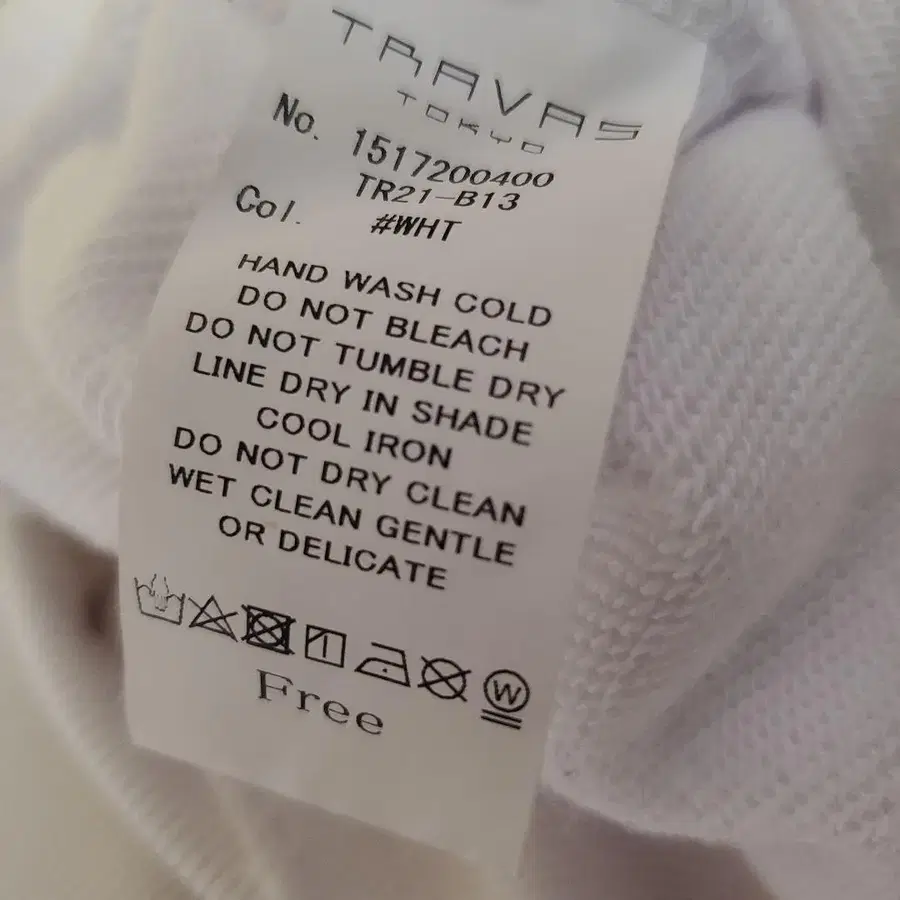 TRAVAS
TOKYO
No. 1517200400
TR21-B13
Col. #WHT
HAND WASH COLD
DO NOT BLEACH
DO NOT TUMBLE DRY
LINE DRY IN SHADE
COOL IRON
DO NOT DRY CLEAN
WET CLEAN GENTLE
OR DELICATE
W
Free